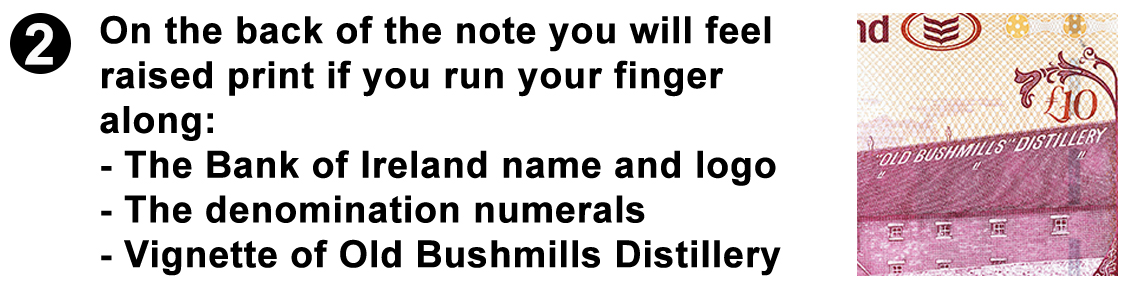 2
On the back of the note you will feel
raised print if you run your finger
along:
- The Bank of Ireland name and logo
- The denomination numerals
- Vignette of Old Bushmills Distillery
nd
£10
"OLD BUSHMILLS" DISTILLERY